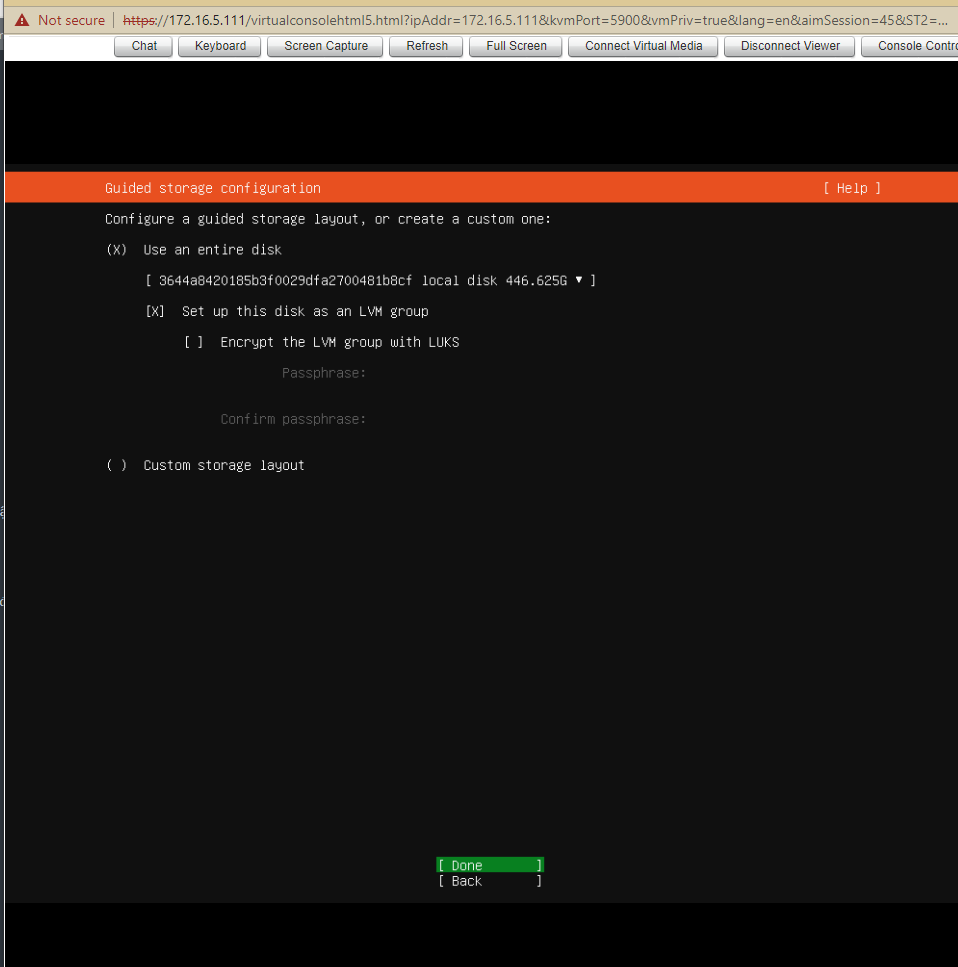 Not secure | https://172.16.5.111/virtualconsolehtml5.html?ipAddr=172.16.5.111&kvmPort=5900&vmPriv=true&lang=en&aimSession=45&ST2=...
Chat Keyboard Screen Capture Refresh Full Screen Connect Virtual Media Disconnect Viewer Console Contro
Guided storage configuration [ Help ]
Configure a guided storage layout, or create a custom one:
(X) Use an entire disk
[ 3644a8420185b3f0029dfa2700481b8cf local disk 446.625G ▾ ]
[X] Set up this disk as an LVM group
[ ] Encrypt the LVM group with LUKS
Passphrase:
Confirm passphrase:
( ) Custom storage layout
[ Done ]
[ Back ]